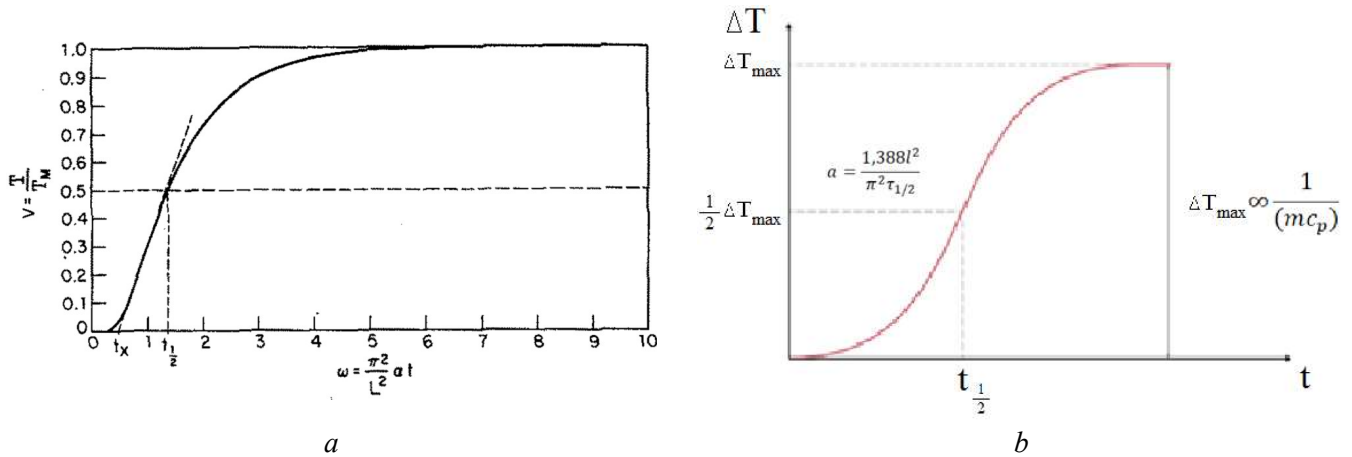 1.0
0.9
0.8
0.7
0.6
0.5
0.4
0.3
0.2
0.1
0
V = T/T_M
0 t_x 1 t_½ 2 3 4 5 6 7 8 9 10
ω = π²/L² α t
a
ΔT
ΔT_max
a = 1,388l²/π²τ_1/2
½ ΔT_max
ΔT_max ∞ 1/(mc_p)
t_½
t
b